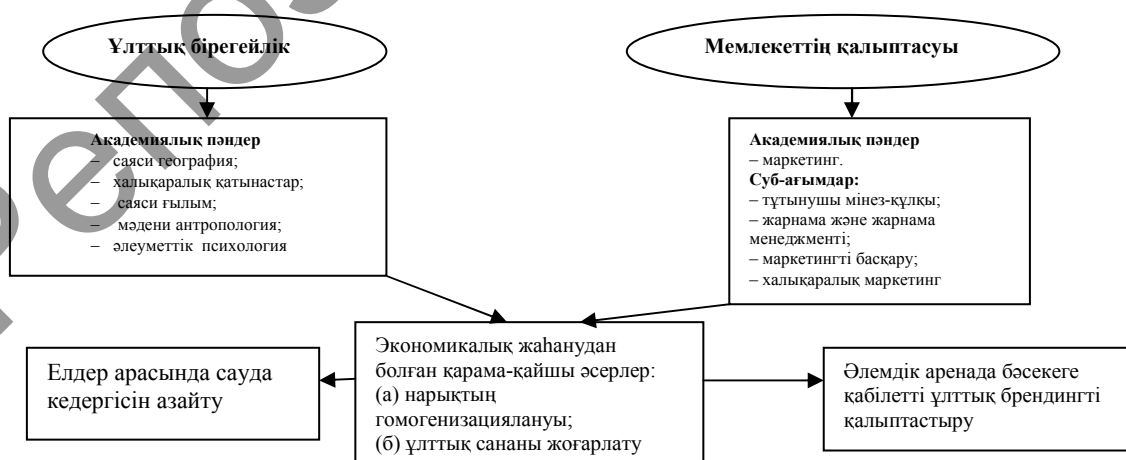 Ұлттық бірегейлік
Мемлекеттің қалыптасуы
Академиялық пәндер
– саяси география;
– халықаралық қатынастар;
– саяси ғылым;
– мәдени антропология;
– әлеуметтік психология
Академиялық пәндер
– маркетинг.
Суб-ағымдар:
– тұтынушы мінез-құлқы;
– жарнама және жарнама
менеджменті;
– маркетингті басқару;
– халықаралық маркетинг
Елдер арасында сауда
кедергісін азайту
Экономикалық жаһанудан
болған қарама-қайшы әсерлер:
(а) нарықтың
гомогенизациялануы;
(б) ұлттық сананы жоғарлату
Әлемдік аренада бәсекеге
қабілетті ұлттық брендингті
қалыптастыру